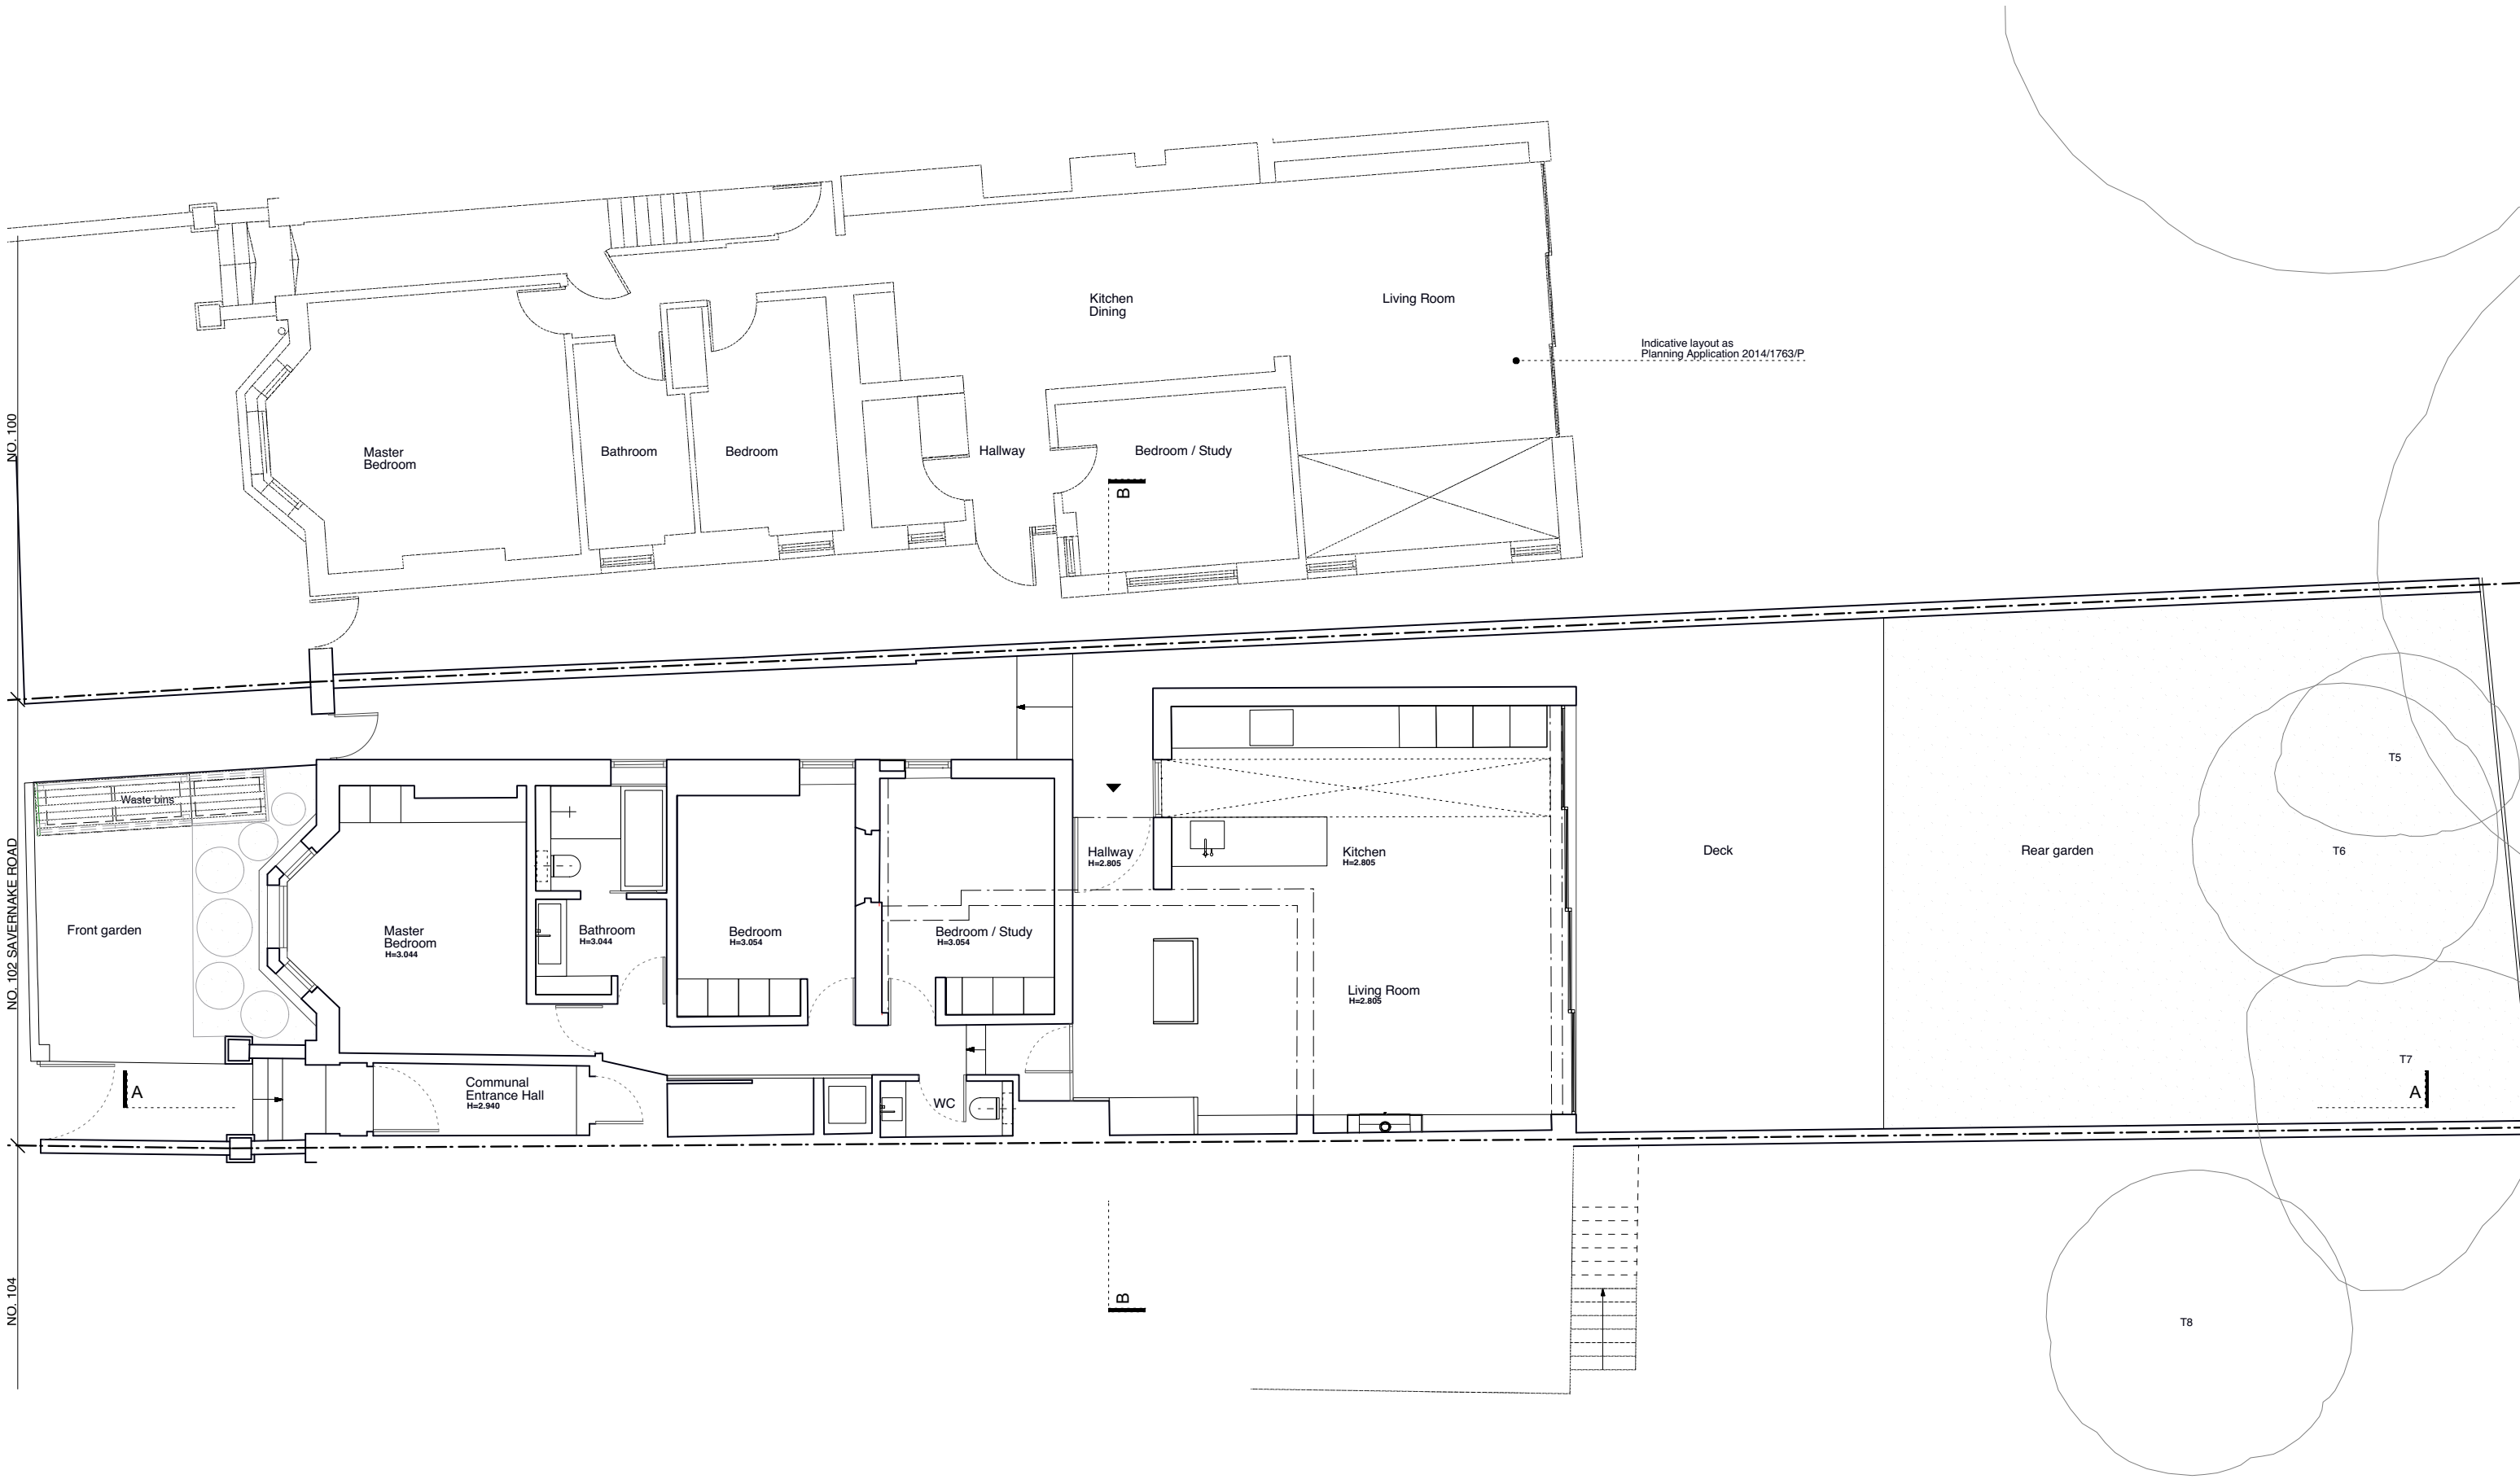 NO. 100
Kitchen
Dining
Living Room
Indicative layout as
Planning Application 2014/1763/P
Master
Bedroom
Bathroom
Bedroom
Hallway
Bedroom / Study
B
NO. 102 SAVERNAKE ROAD
Waste bins
Front garden
Master
Bedroom
H=3.044
Bathroom
H=3.044
Bedroom
H=3.054
Bedroom / Study
H=3.054
Hallway
H=2.805
Kitchen
H=2.805
Living Room
H=2.805
Deck
Rear garden
T5
T6
T7
A
Communal
Entrance Hall
H=2.940
WC
A
NO. 104
B
T8